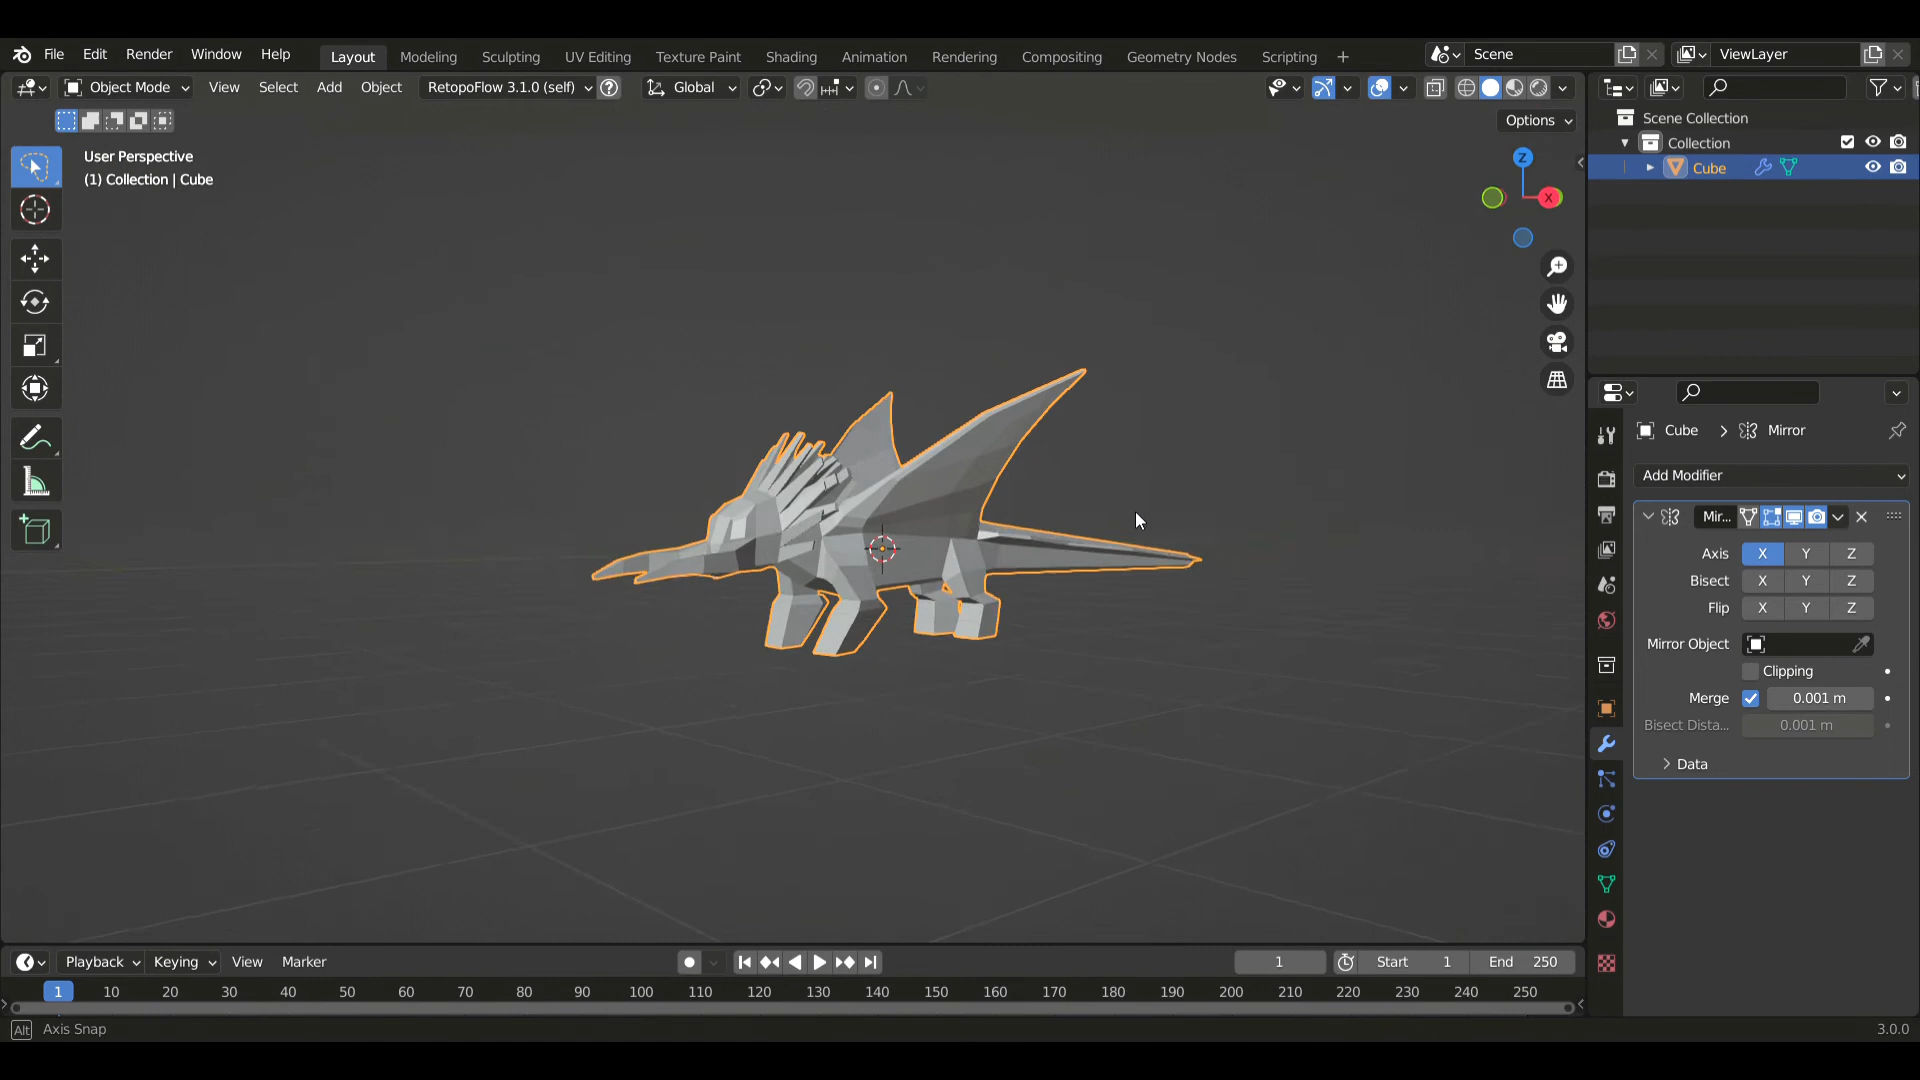 File Edit Render Window Help Layout Modeling Sculpting UV Editing Texture Paint Shading Animation Rendering Compositing Geometry Nodes Scripting + Scene ViewLayer
Object Mode View Select Add Object RetopoFlow 3.1.0 (self) Global
Options
User Perspective
(1) Collection | Cube
Z
X
Scene Collection
Collection
Cube
Cube > Mirror
Add Modifier
Mir...
Axis X Y Z
Bisect X Y Z
Flip X Y Z
Mirror Object
Clipping
Merge 0.001 m
Bisect Dista... 0.001 m
Data
Playback Keying View Marker 1 Start 1 End 250
1 10 20 30 40 50 60 70 80 90 100 110 120 130 140 150 160 170 180 190 200 210 220 230 240 250
Alt Axis Snap 3.0.0